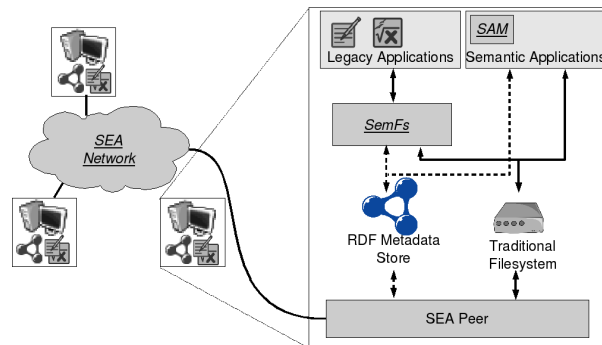 SAM
Legacy Applications
Semantic Applications
SemFs
SEA
Network
RDF Metadata
Store
Traditional
Filesystem
SEA Peer